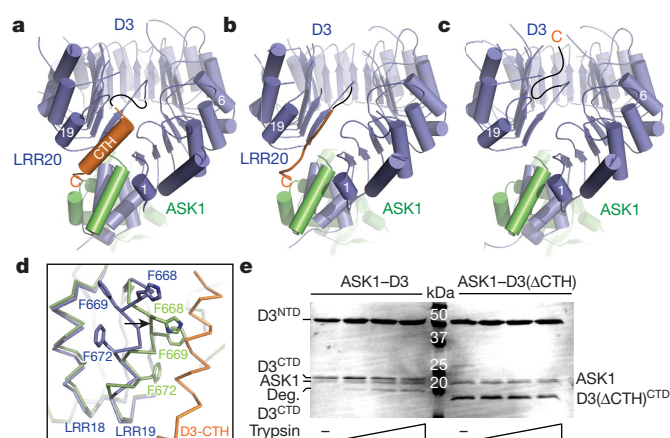 a
D3
19
6
CTH
LRR20
C
1
ASK1
b
D3
LRR20
C
1
ASK1
c
D3 C
19
6
1
ASK1
d
F668
F669
F668
F669
F672
F672
LRR18 LRR19 D3-CTH
e
ASK1–D3 kDa ASK1–D3(ΔCTH)
D3NTD
50
37
25
20
D3CTD
ASK1
Deg.
D3CTD
ASK1
D3(ΔCTH)CTD
Trypsin – –